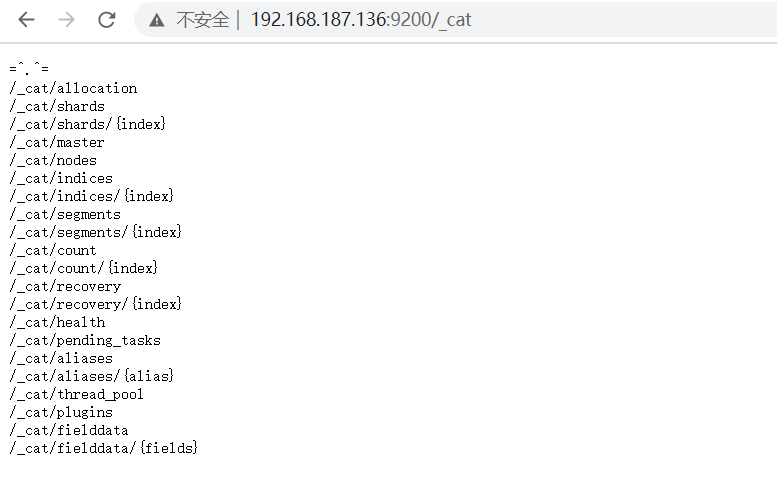 不安全 | 192.168.187.136:9200/_cat
=^.^=
/_cat/allocation
/_cat/shards
/_cat/shards/{index}
/_cat/master
/_cat/nodes
/_cat/indices
/_cat/indices/{index}
/_cat/segments
/_cat/segments/{index}
/_cat/count
/_cat/count/{index}
/_cat/recovery
/_cat/recovery/{index}
/_cat/health
/_cat/pending_tasks
/_cat/aliases
/_cat/aliases/{alias}
/_cat/thread_pool
/_cat/plugins
/_cat/fielddata
/_cat/fielddata/{fields}